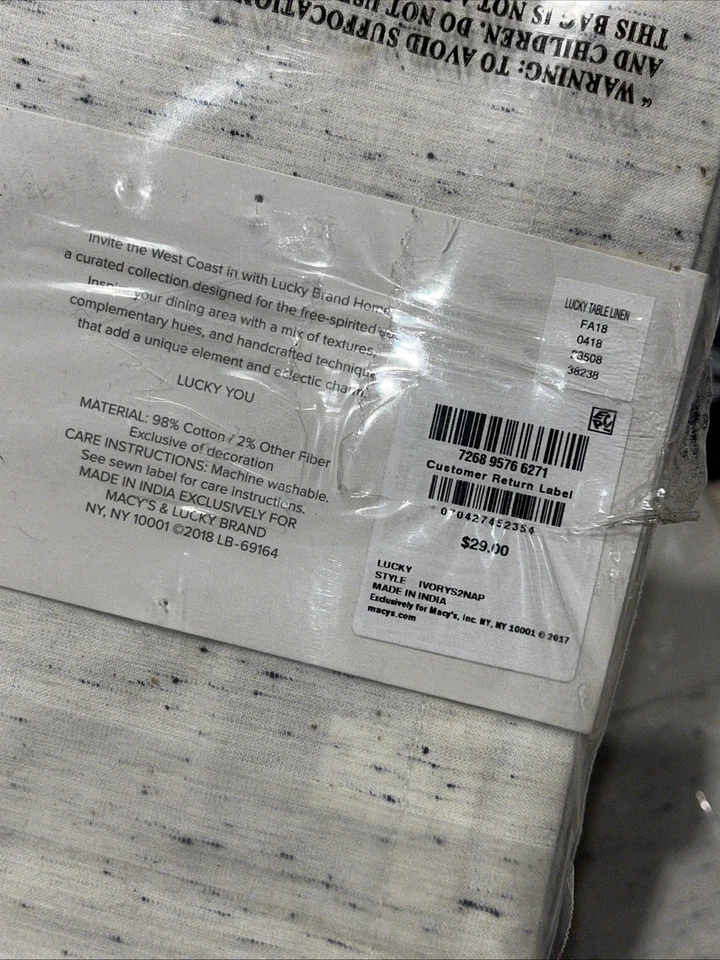 “ WARNING: TO AVOID SUFFOCATION
AND CHILDREN. DO NOT USE
THIS BAG IS NOT A
Invite the West Coast in with Lucky Brand Home
a curated collection designed for the free-spirited
Inspire your dining area with a mix of textures,
complementary hues, and handcrafted technique
that add a unique element and eclectic charm.
LUCKY YOU
MATERIAL: 98% Cotton / 2% Other Fiber
Exclusive of decoration
CARE INSTRUCTIONS: Machine washable.
See sewn label for care instructions.
MADE IN INDIA EXCLUSIVELY FOR
MACY'S & LUCKY BRAND
NY, NY 10001 ©2018 LB-69164
LUCKY TABLE LINEN
FA18
0418
23508
38238
7268 9576 6271
Customer Return Label
070427452354
$29.00
LUCKY
STYLE IVORYS2NAP
MADE IN INDIA
Exclusively for Macy's, Inc. NY, NY 10001 © 2017
macys.com